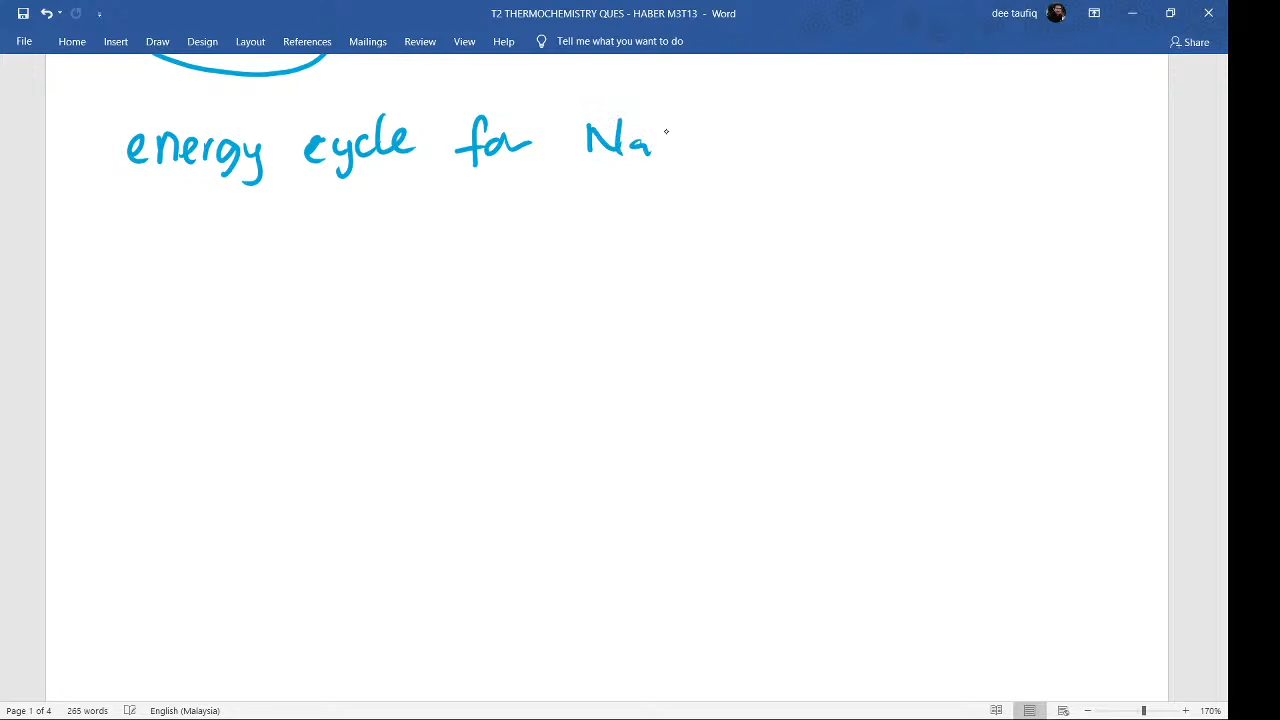 T2 THERMOCHEMISTRY QUES - HABER M3T13 - Word
dee taufiq
File Home Insert Draw Design Layout References Mailings Review View Help Tell me what you want to do Share
energy cycle for Na
Page 1 of 4 265 words English (Malaysia) 170%